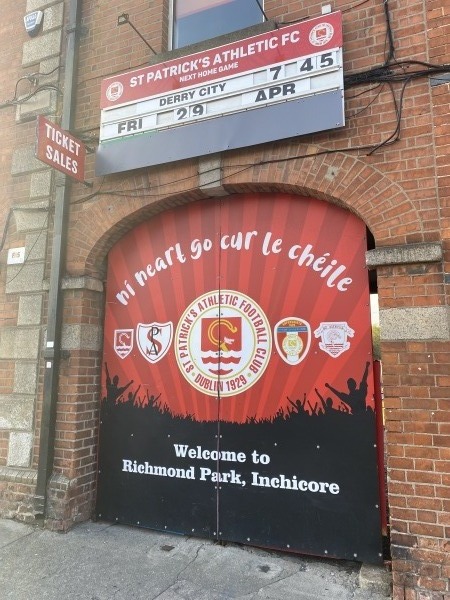 ST PATRICK'S ATHLETIC FC
NEXT HOME GAME
DERRY CITY 7 45
FRI 29 APR
TICKET
SALES
ní neart go cur le chéile
ST PATRICK'S ATHLETIC FOOTBALL CLUB
DUBLIN 1929
Welcome to
Richmond Park, Inchicore